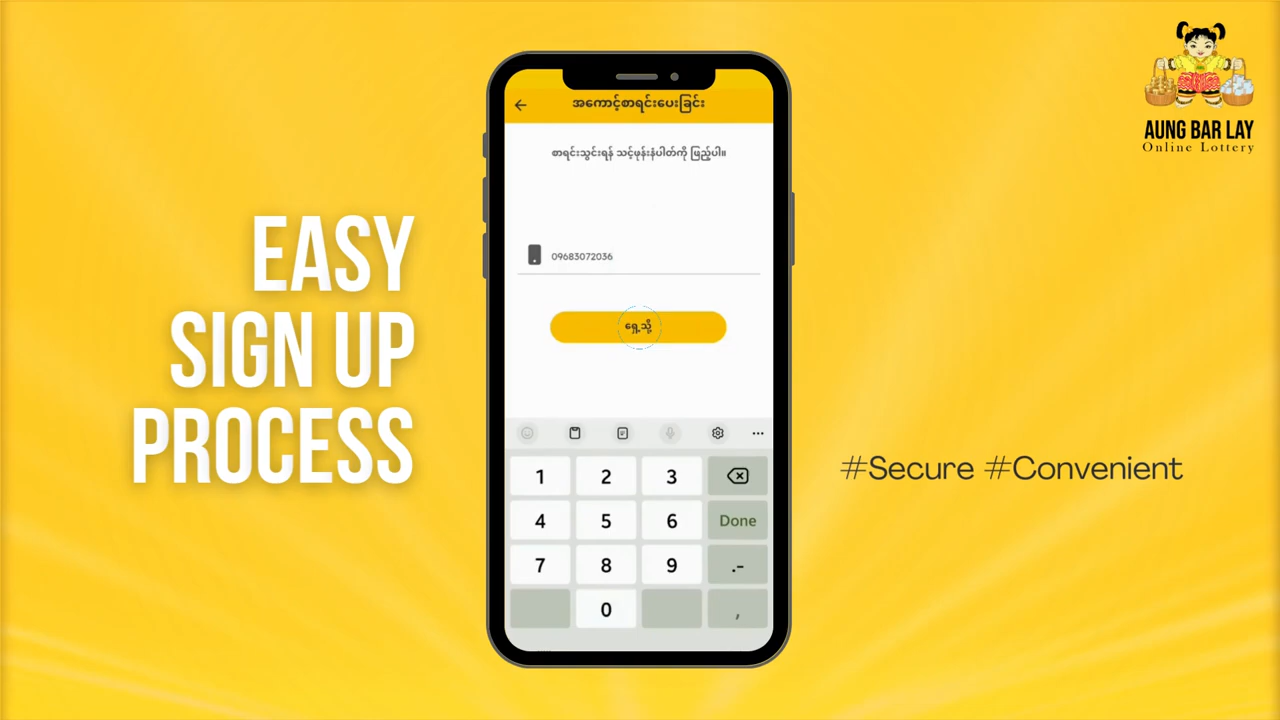 AUNG BAR LAY
Online Lottery
EASY
SIGN UP
PROCESS
အကောင့်စာရင်းပေးခြင်း
စာရင်းသွင်းရန် သင့်ဖုန်းနံပါတ်ကို ဖြည့်ပါ။
09683072036
ရှေ့သို့
1 2 3
4 5 6 Done
7 8 9 .-
0 ,
#Secure #Convenient